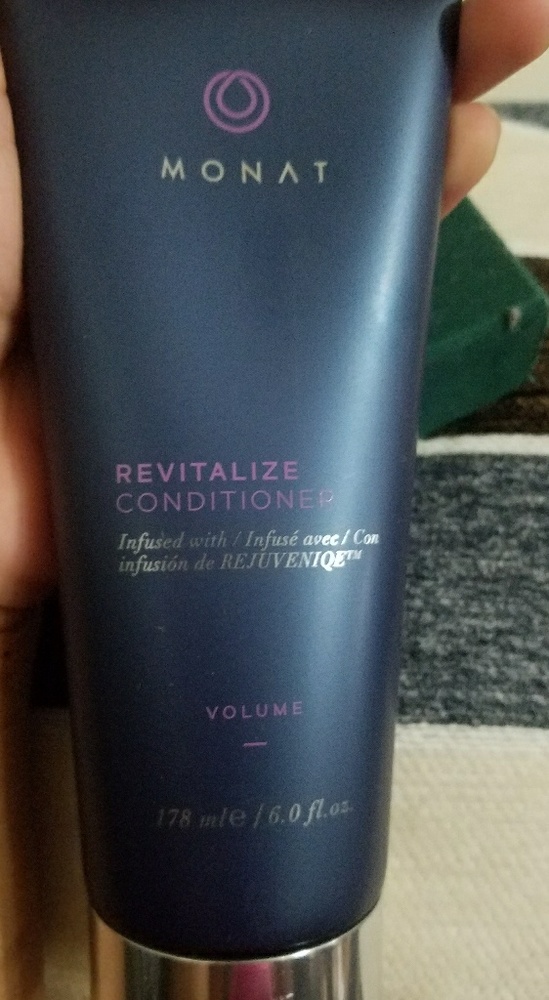 MONAT
REVITALIZE
CONDITIONER
Infused with / Infusé avec / Con
infusión de REJUVENIQE™
VOLUME
178 ml℮ / 6.0 fl.oz.